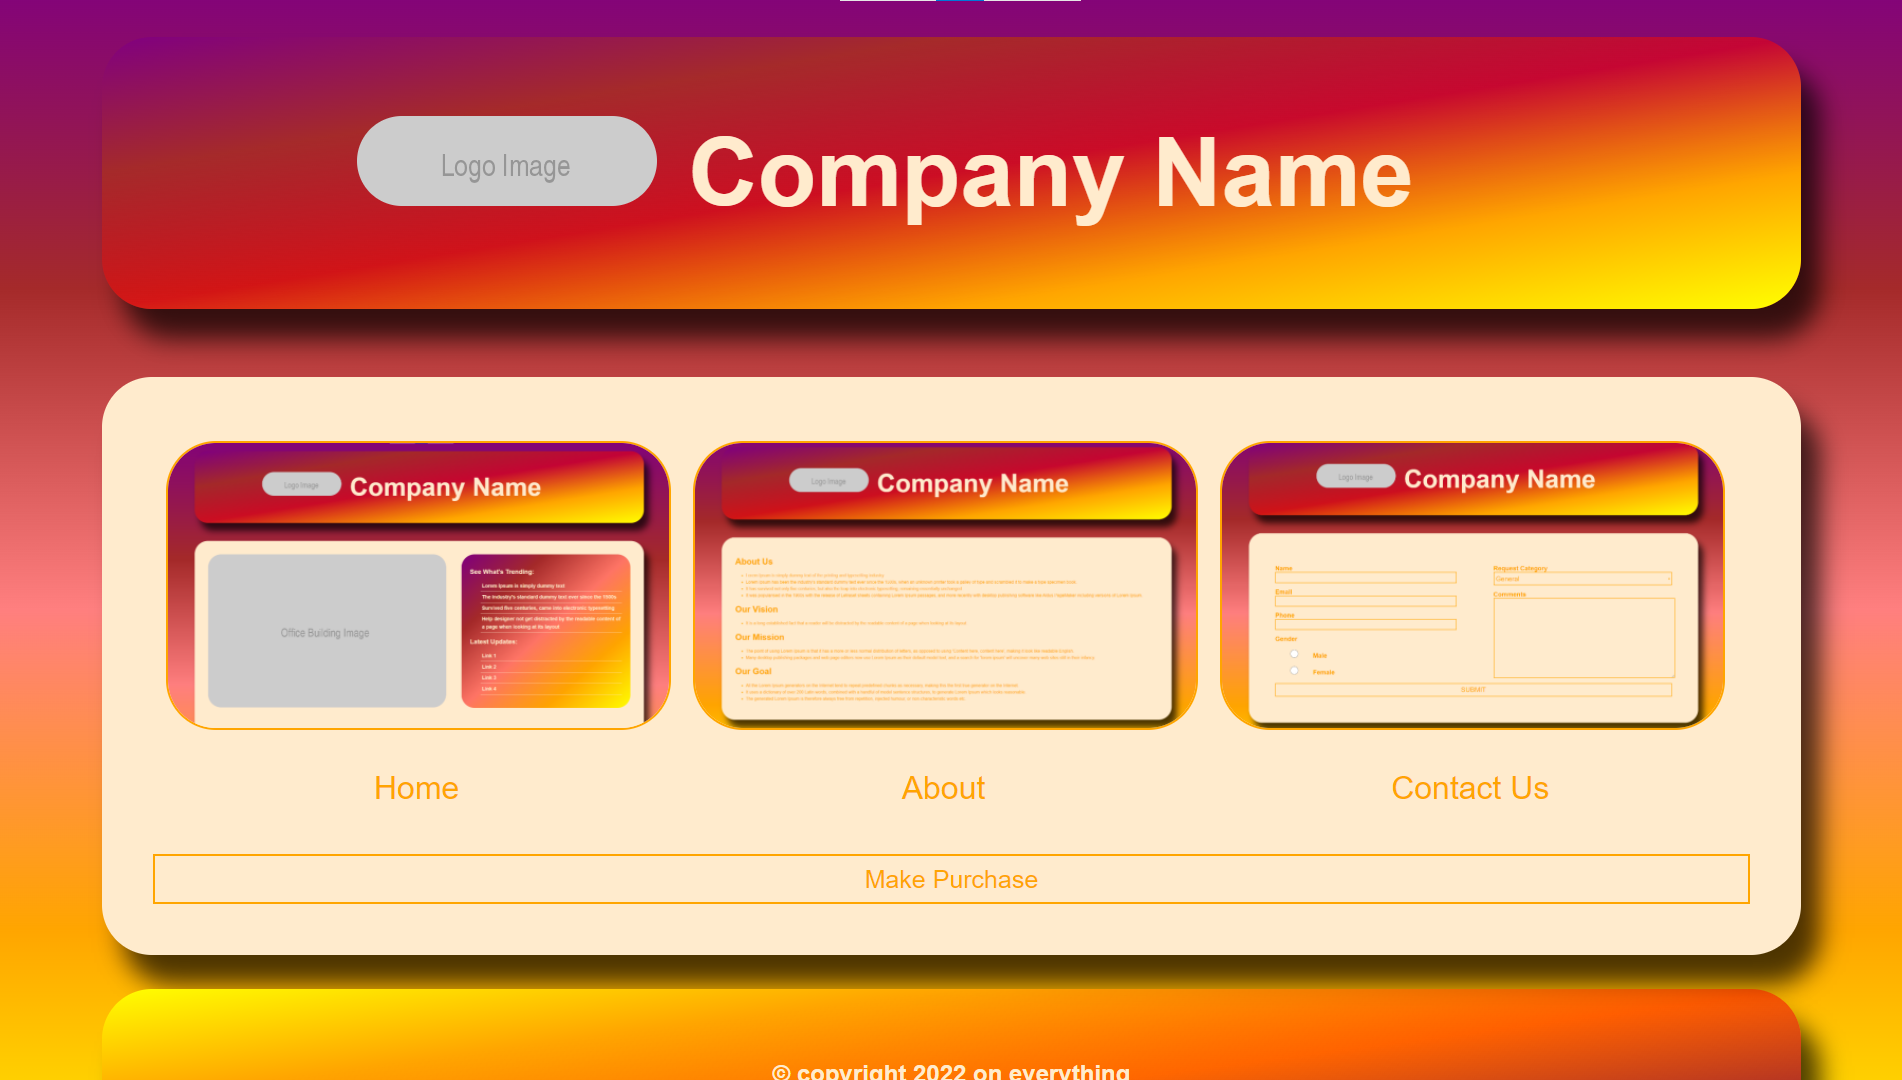 Logo Image
Company Name
Logo Image
Company Name
Office Building Image
See What's Trending:
Lorem Ipsum is simply dummy text
The industry's standard dummy text ever since the 1500s
Survived five centuries, came into electronic typesetting
Help designer not get distracted by the readable content of
a page when looking at its layout
Latest Updates:
Link 1
Link 2
Link 3
Link 4
Logo Image
Company Name
About Us
Our Vision
Our Mission
Our Goal
Logo Image
Company Name
Name
Email
Phone
Gender
Male
Female
Request Category
General
Comments
SUBMIT
Home
About
Contact Us
Make Purchase
© copyright 2022 on everything